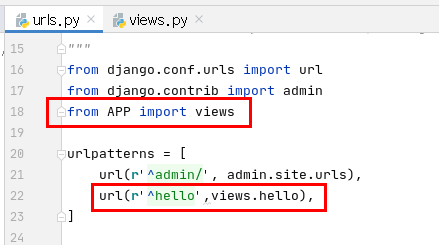 urls.py
views.py
15 """
16 from django.conf.urls import url
17 from django.contrib import admin
18 from APP import views
19
20 urlpatterns = [
21 url(r'^admin/', admin.site.urls),
22 url(r'^hello',views.hello),
23 ]